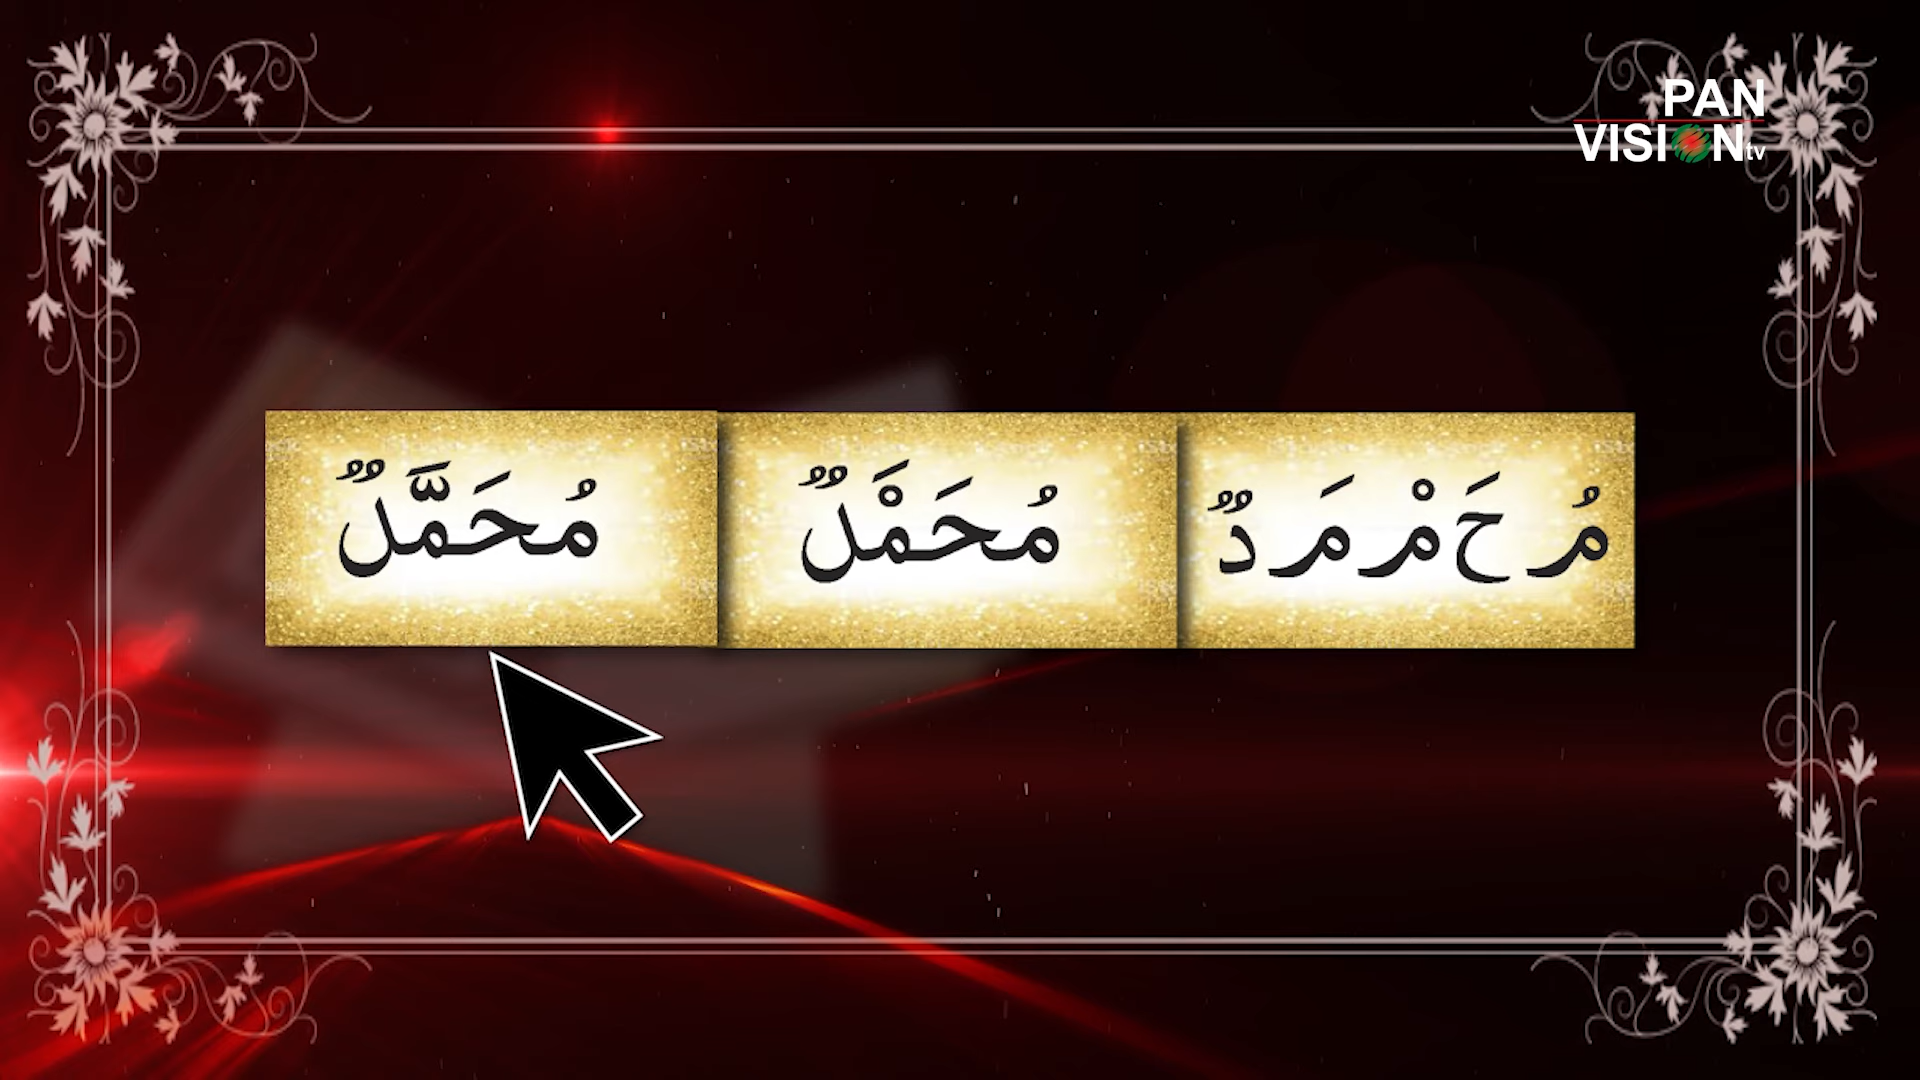 مُ حَ مْ مَ دٌ مُحَمَْدٌ مُحَمَّدٌ
PAN
VISION tv